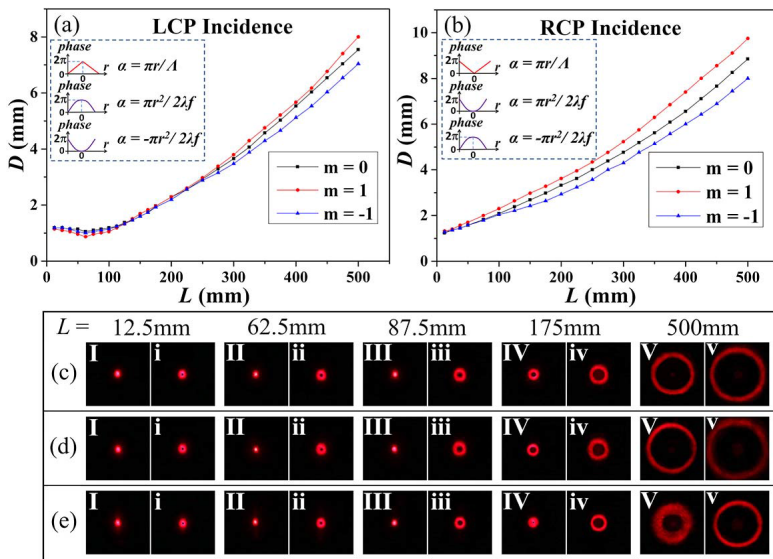 (a) LCP Incidence
phase
2π
r
0
α = πr/Λ
phase
2π
r
0
α = πr²/2λf
phase
2π
r
0
α = -πr²/2λf
m = 0
m = 1
m = -1
D (mm)
8
6
4
2
0
0 100 200 300 400 500
L (mm)
(b) RCP Incidence
phase
2π
r
0
α = πr/Λ
phase
2π
r
0
α = πr²/2λf
phase
2π
r
0
α = -πr²/2λf
m = 0
m = 1
m = -1
D (mm)
10
8
6
4
2
0
0 100 200 300 400 500
L (mm)
L = 12.5mm 62.5mm 87.5mm 175mm 500mm
(c) I i II ii III iii IV iv V v
(d) I i II ii III iii IV iv V v
(e) I i II ii III iii IV iv V v